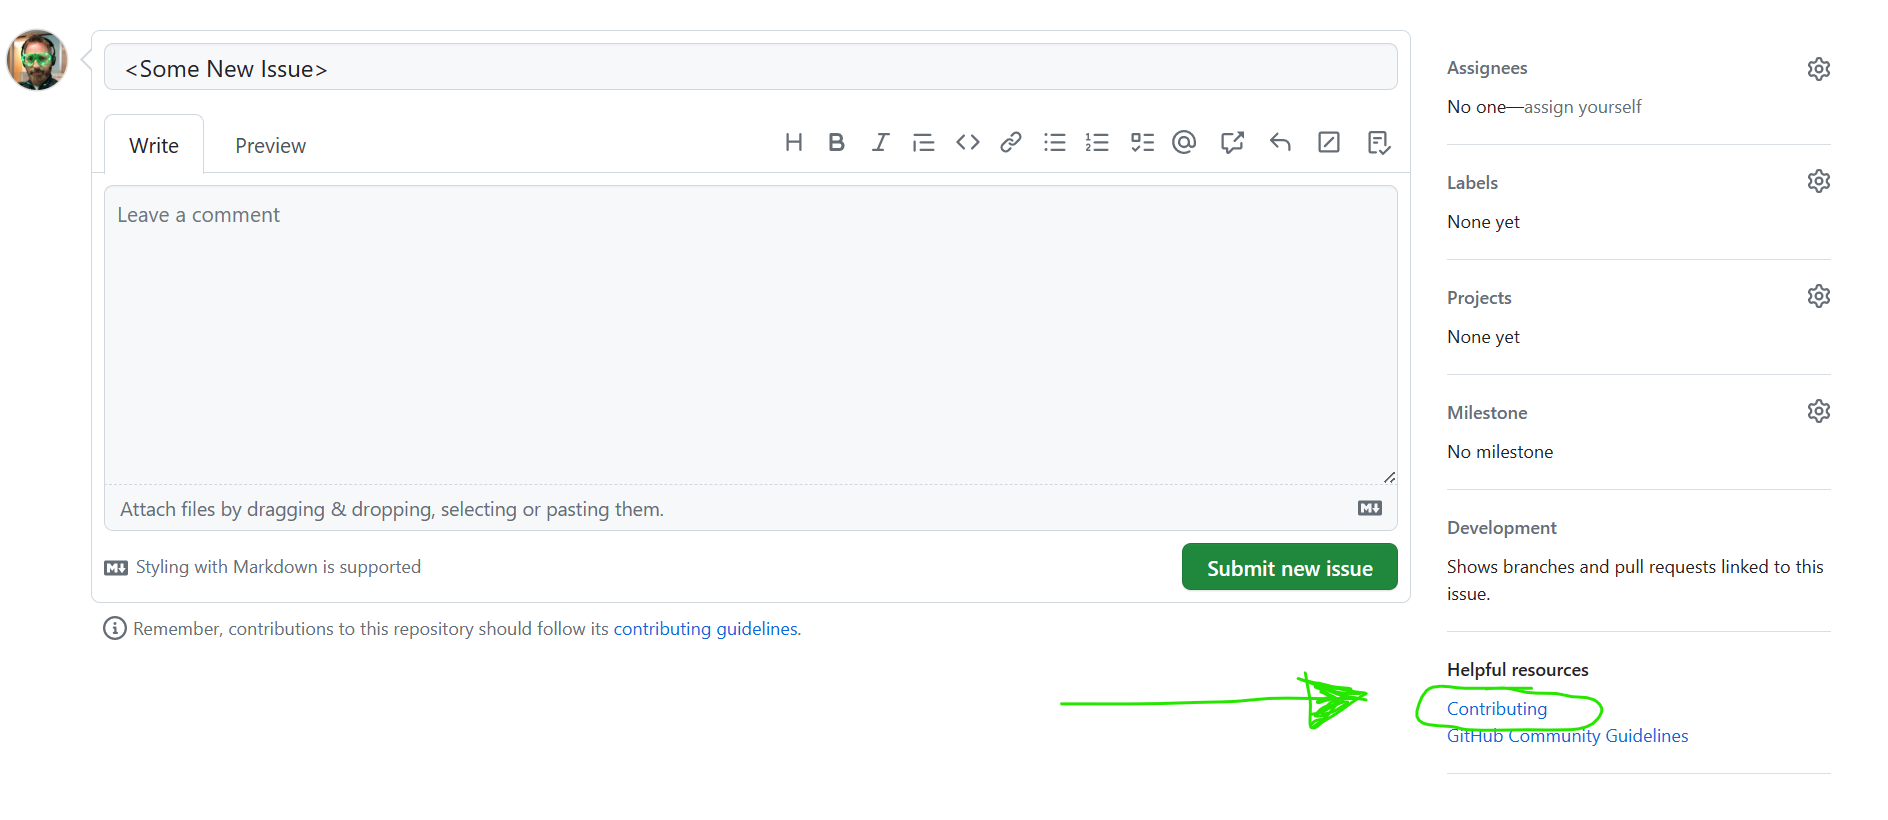 <Some New Issue>
Write
Preview
Leave a comment
Attach files by dragging & dropping, selecting or pasting them.
Styling with Markdown is supported
Submit new issue
Remember, contributions to this repository should follow its contributing guidelines.
Assignees
No one—assign yourself
Labels
None yet
Projects
None yet
Milestone
No milestone
Development
Shows branches and pull requests linked to this
issue.
Helpful resources
Contributing
GitHub Community Guidelines